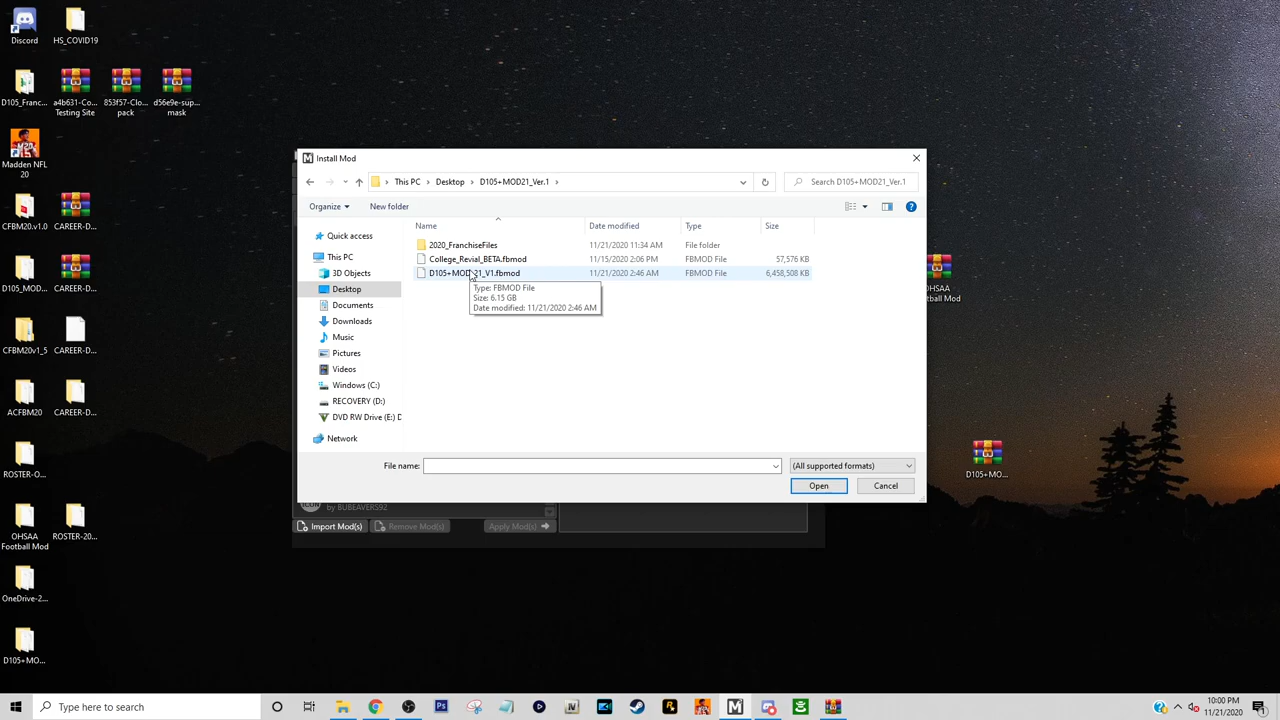 Discord
HS_COVID19
D105_Franc...
a4b631-Co...
Testing Site
853f57-Clo...
pack
d56e9e-sup...
mask
Madden NFL
20
CFBM20.v1.0
CAREER-D...
D105_MOD...
CAREER-D...
CFBM20v1_5
CAREER-D...
ACFBM20
CAREER-D...
ROSTER-O...
OHSAA
Football Mod
ROSTER-20...
OneDrive-2...
D105+MO...
Install Mod
This PC > Desktop > D105+MOD21_Ver.1 >
Search D105+MOD21_Ver.1
Organize
New folder
Quick access
This PC
3D Objects
Desktop
Documents
Downloads
Music
Pictures
Videos
Windows (C:)
RECOVERY (D:)
DVD RW Drive (E:) D
Network
Name Date modified Type Size
2020_FranchiseFiles 11/21/2020 11:34 AM File folder
College_Revial_BETA.fbmod 11/15/2020 2:06 PM FBMOD File 57,576 KB
D105+MOD_21_V1.fbmod 11/21/2020 2:46 AM FBMOD File 6,458,508 KB
Type: FBMOD File
Size: 6.15 GB
Date modified: 11/21/2020 2:46 AM
File name:
(All supported formats)
Open
Cancel
by BUBEAVERS92
Import Mod(s)
Remove Mod(s)
Apply Mod(s)
OHSAA
Football Mod
D105+MO...
Type here to search
10:00 PM
11/21/2020